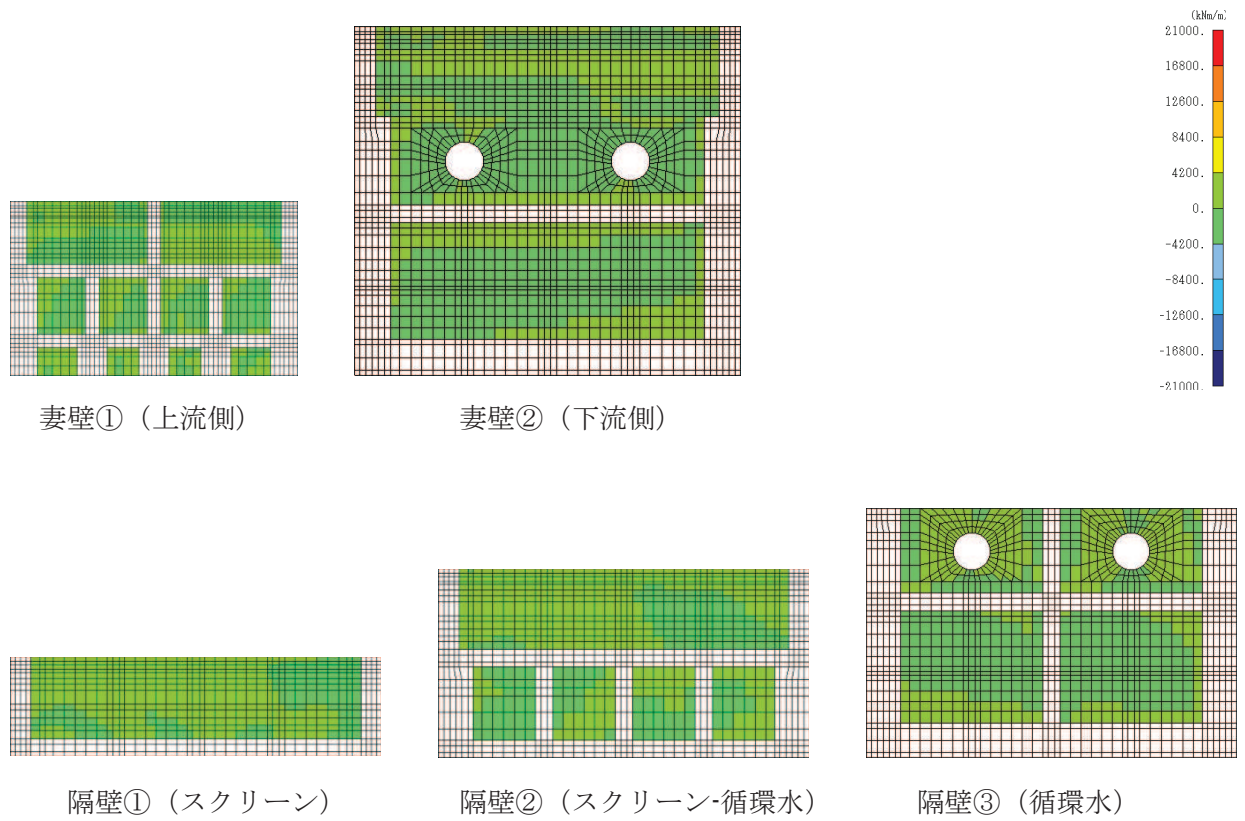 (kNm/m)
21000.
16800.
12600.
8400.
4200.
0.
-4200.
-8400.
-12600.
-16800.
-21000.
妻壁①（上流側）
妻壁②（下流側）
隔壁①（スクリーン）
隔壁②（スクリーン-循環水）
隔壁③（循環水）